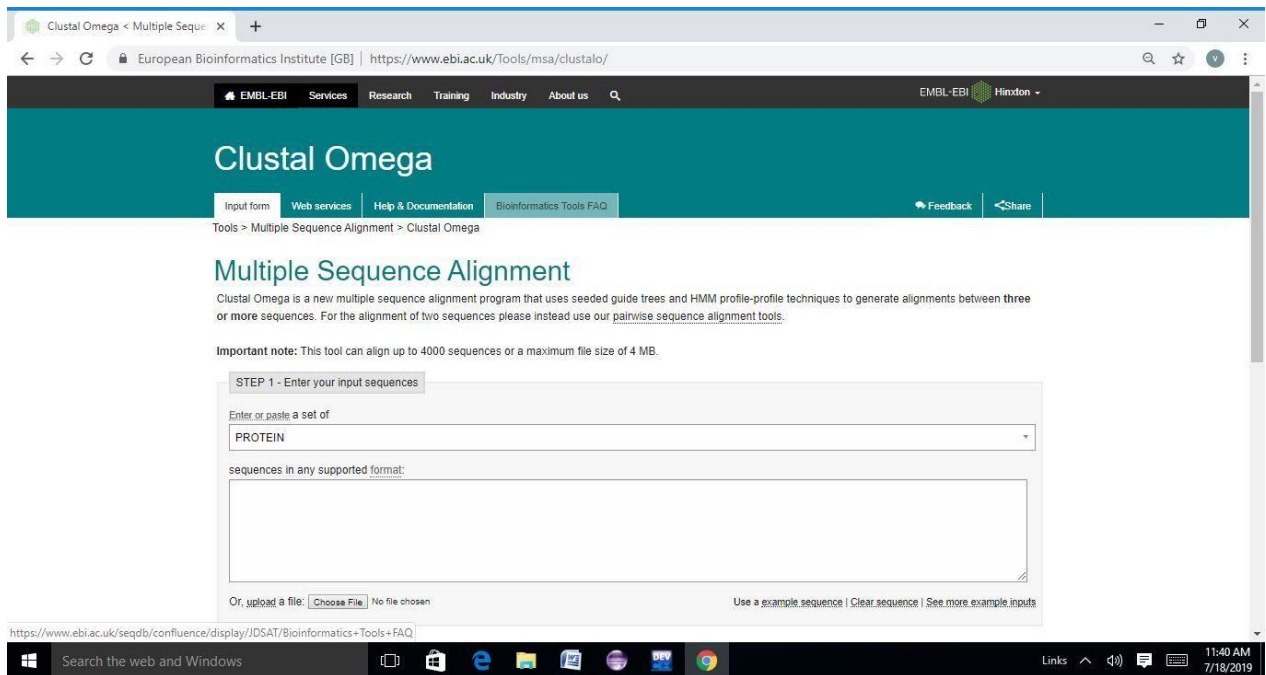 Clustal Omega < Multiple Seque
European Bioinformatics Institute [GB] | https://www.ebi.ac.uk/Tools/msa/clustalo/
V
EMBL-EBI Services Research Training Industry About us EMBL-EBI Hinxton
Clustal Omega
Input form Web services Help & Documentation Bioinformatics Tools FAQ Feedback Share
Tools > Multiple Sequence Alignment > Clustal Omega
Multiple Sequence Alignment
Clustal Omega is a new multiple sequence alignment program that uses seeded guide trees and HMM profile-profile techniques to generate alignments between three
or more sequences. For the alignment of two sequences please instead use our pairwise sequence alignment tools.
Important note: This tool can align up to 4000 sequences or a maximum file size of 4 MB.
STEP 1 - Enter your input sequences
Enter or paste a set of
PROTEIN
sequences in any supported format:
Or, upload a file: Choose File No file chosen Use a example sequence | Clear sequence | See more example inputs
https://www.ebi.ac.uk/seqdb/confluence/display/JDSAT/Bioinformatics+Tools+FAQ
Search the web and Windows DEV Links 11:40 AM
7/18/2019